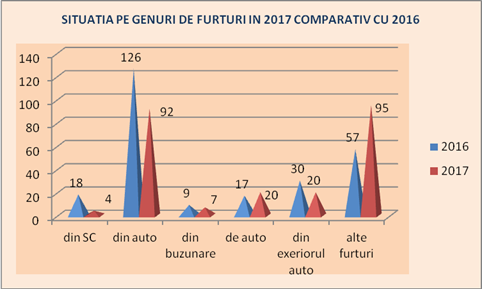 SITUATIA PE GENURI DE FURTURI IN 2017 COMPARATIV CU 2016
140
120
100
80
60
40
20
0
18
4
126
92
9
7
17
20
30
20
57
95
din SC
din auto
din
buzunare
de auto
din
exeriorul
auto
alte
furturi
2016
2017